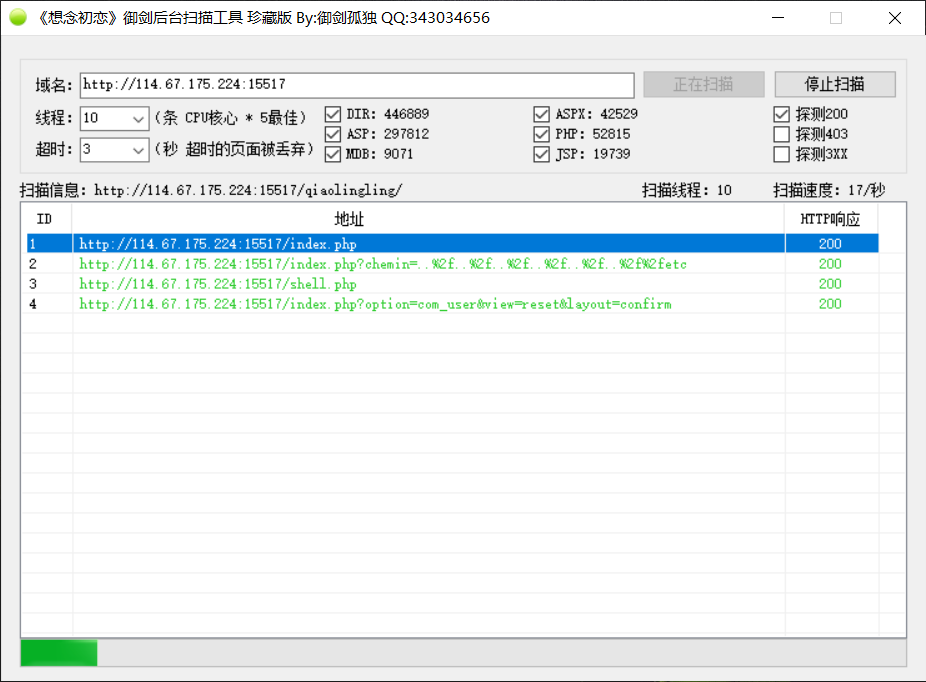 《想念初恋》御剑后台扫描工具 珍藏版 By:御剑孤独 QQ:343034656
域名: http://114.67.175.224:15517 正在扫描 停止扫描
线程: 10 (条 CPU核心 * 5最佳) DIR: 446889 ASPX: 42529 探测200
ASP: 297812 PHP: 52815 探测403
超时: 3 (秒 超时的页面被丢弃) MDB: 9071 JSP: 19739 探测3XX
扫描信息: http://114.67.175.224:15517/qiaolingling/ 扫描线程: 10 扫描速度: 17/秒
ID 地址 HTTP响应
1 http://114.67.175.224:15517/index.php 200
2 http://114.67.175.224:15517/index.php?chemin=..%2f..%2f..%2f..%2f..%2f..%2f%2fetc 200
3 http://114.67.175.224:15517/shell.php 200
4 http://114.67.175.224:15517/index.php?option=com_user&view=reset&layout=confirm 200